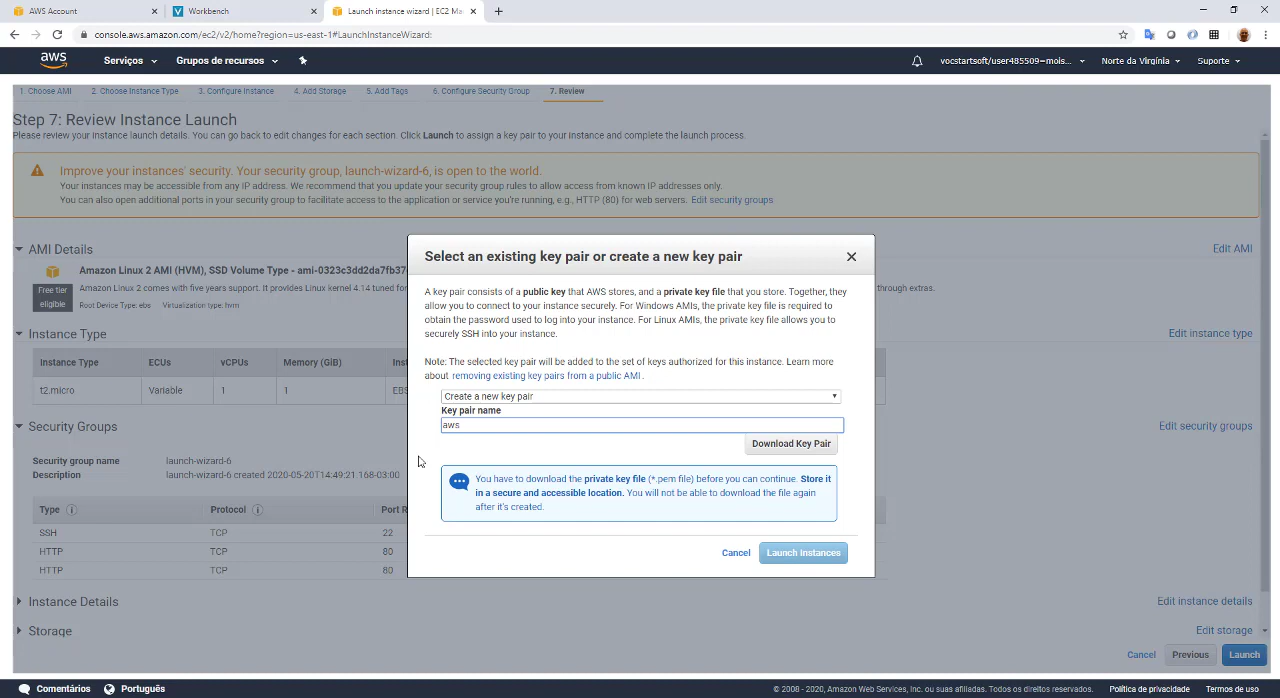 AWS Account
Workbench
Launch instance wizard | EC2 Ma
console.aws.amazon.com/ec2/v2/home?region=us-east-1#LaunchInstanceWizard:
aws
Serviços
Grupos de recursos
vocstartsoft/user485509=mois...
Norte da Virgínia
Suporte
1. Choose AMI
2. Choose Instance Type
3. Configure Instance
4. Add Storage
5. Add Tags
6. Configure Security Group
7. Review
Step 7: Review Instance Launch
Please review your instance launch details. You can go back to edit changes for each section. Click Launch to assign a key pair to your instance and complete the launch process.
Improve your instances' security. Your security group, launch-wizard-6, is open to the world.
Your instances may be accessible from any IP address. We recommend that you update your security group rules to allow access from known IP addresses only.
You can also open additional ports in your security group to facilitate access to the application or service you're running, e.g., HTTP (80) for web servers. Edit security groups
AMI Details
Edit AMI
Amazon Linux 2 AMI (HVM), SSD Volume Type - ami-0323c3dd2da7fb37
Free tier
eligible
Amazon Linux 2 comes with five years support. It provides Linux kernel 4.14 tuned for
through extras.
Root Device Type: ebs
Virtualization type: hvm
Instance Type
Edit instance type
Instance Type
ECUs
vCPUs
Memory (GiB)
Inst
t2.micro
Variable
1
1
EBS
Security Groups
Edit security groups
Security group name
launch-wizard-6
Description
launch-wizard-6 created 2020-05-20T14:49:21.168-03:00
Type
Protocol
Port R
SSH
TCP
22
HTTP
TCP
80
HTTP
TCP
80
Instance Details
Edit instance details
Storage
Edit storage
Cancel
Previous
Launch
Select an existing key pair or create a new key pair
A key pair consists of a public key that AWS stores, and a private key file that you store. Together, they
allow you to connect to your instance securely. For Windows AMIs, the private key file is required to
obtain the password used to log into your instance. For Linux AMIs, the private key file allows you to
securely SSH into your instance.
Note: The selected key pair will be added to the set of keys authorized for this instance. Learn more
about removing existing key pairs from a public AMI .
Create a new key pair
Key pair name
aws
Download Key Pair
You have to download the private key file (*.pem file) before you can continue. Store it
in a secure and accessible location. You will not be able to download the file again
after it's created.
Cancel
Launch Instances
Comentários
Português
© 2008 - 2020, Amazon Web Services, Inc. ou suas afiliadas. Todos os direitos reservados.
Política de privacidade
Termos de uso